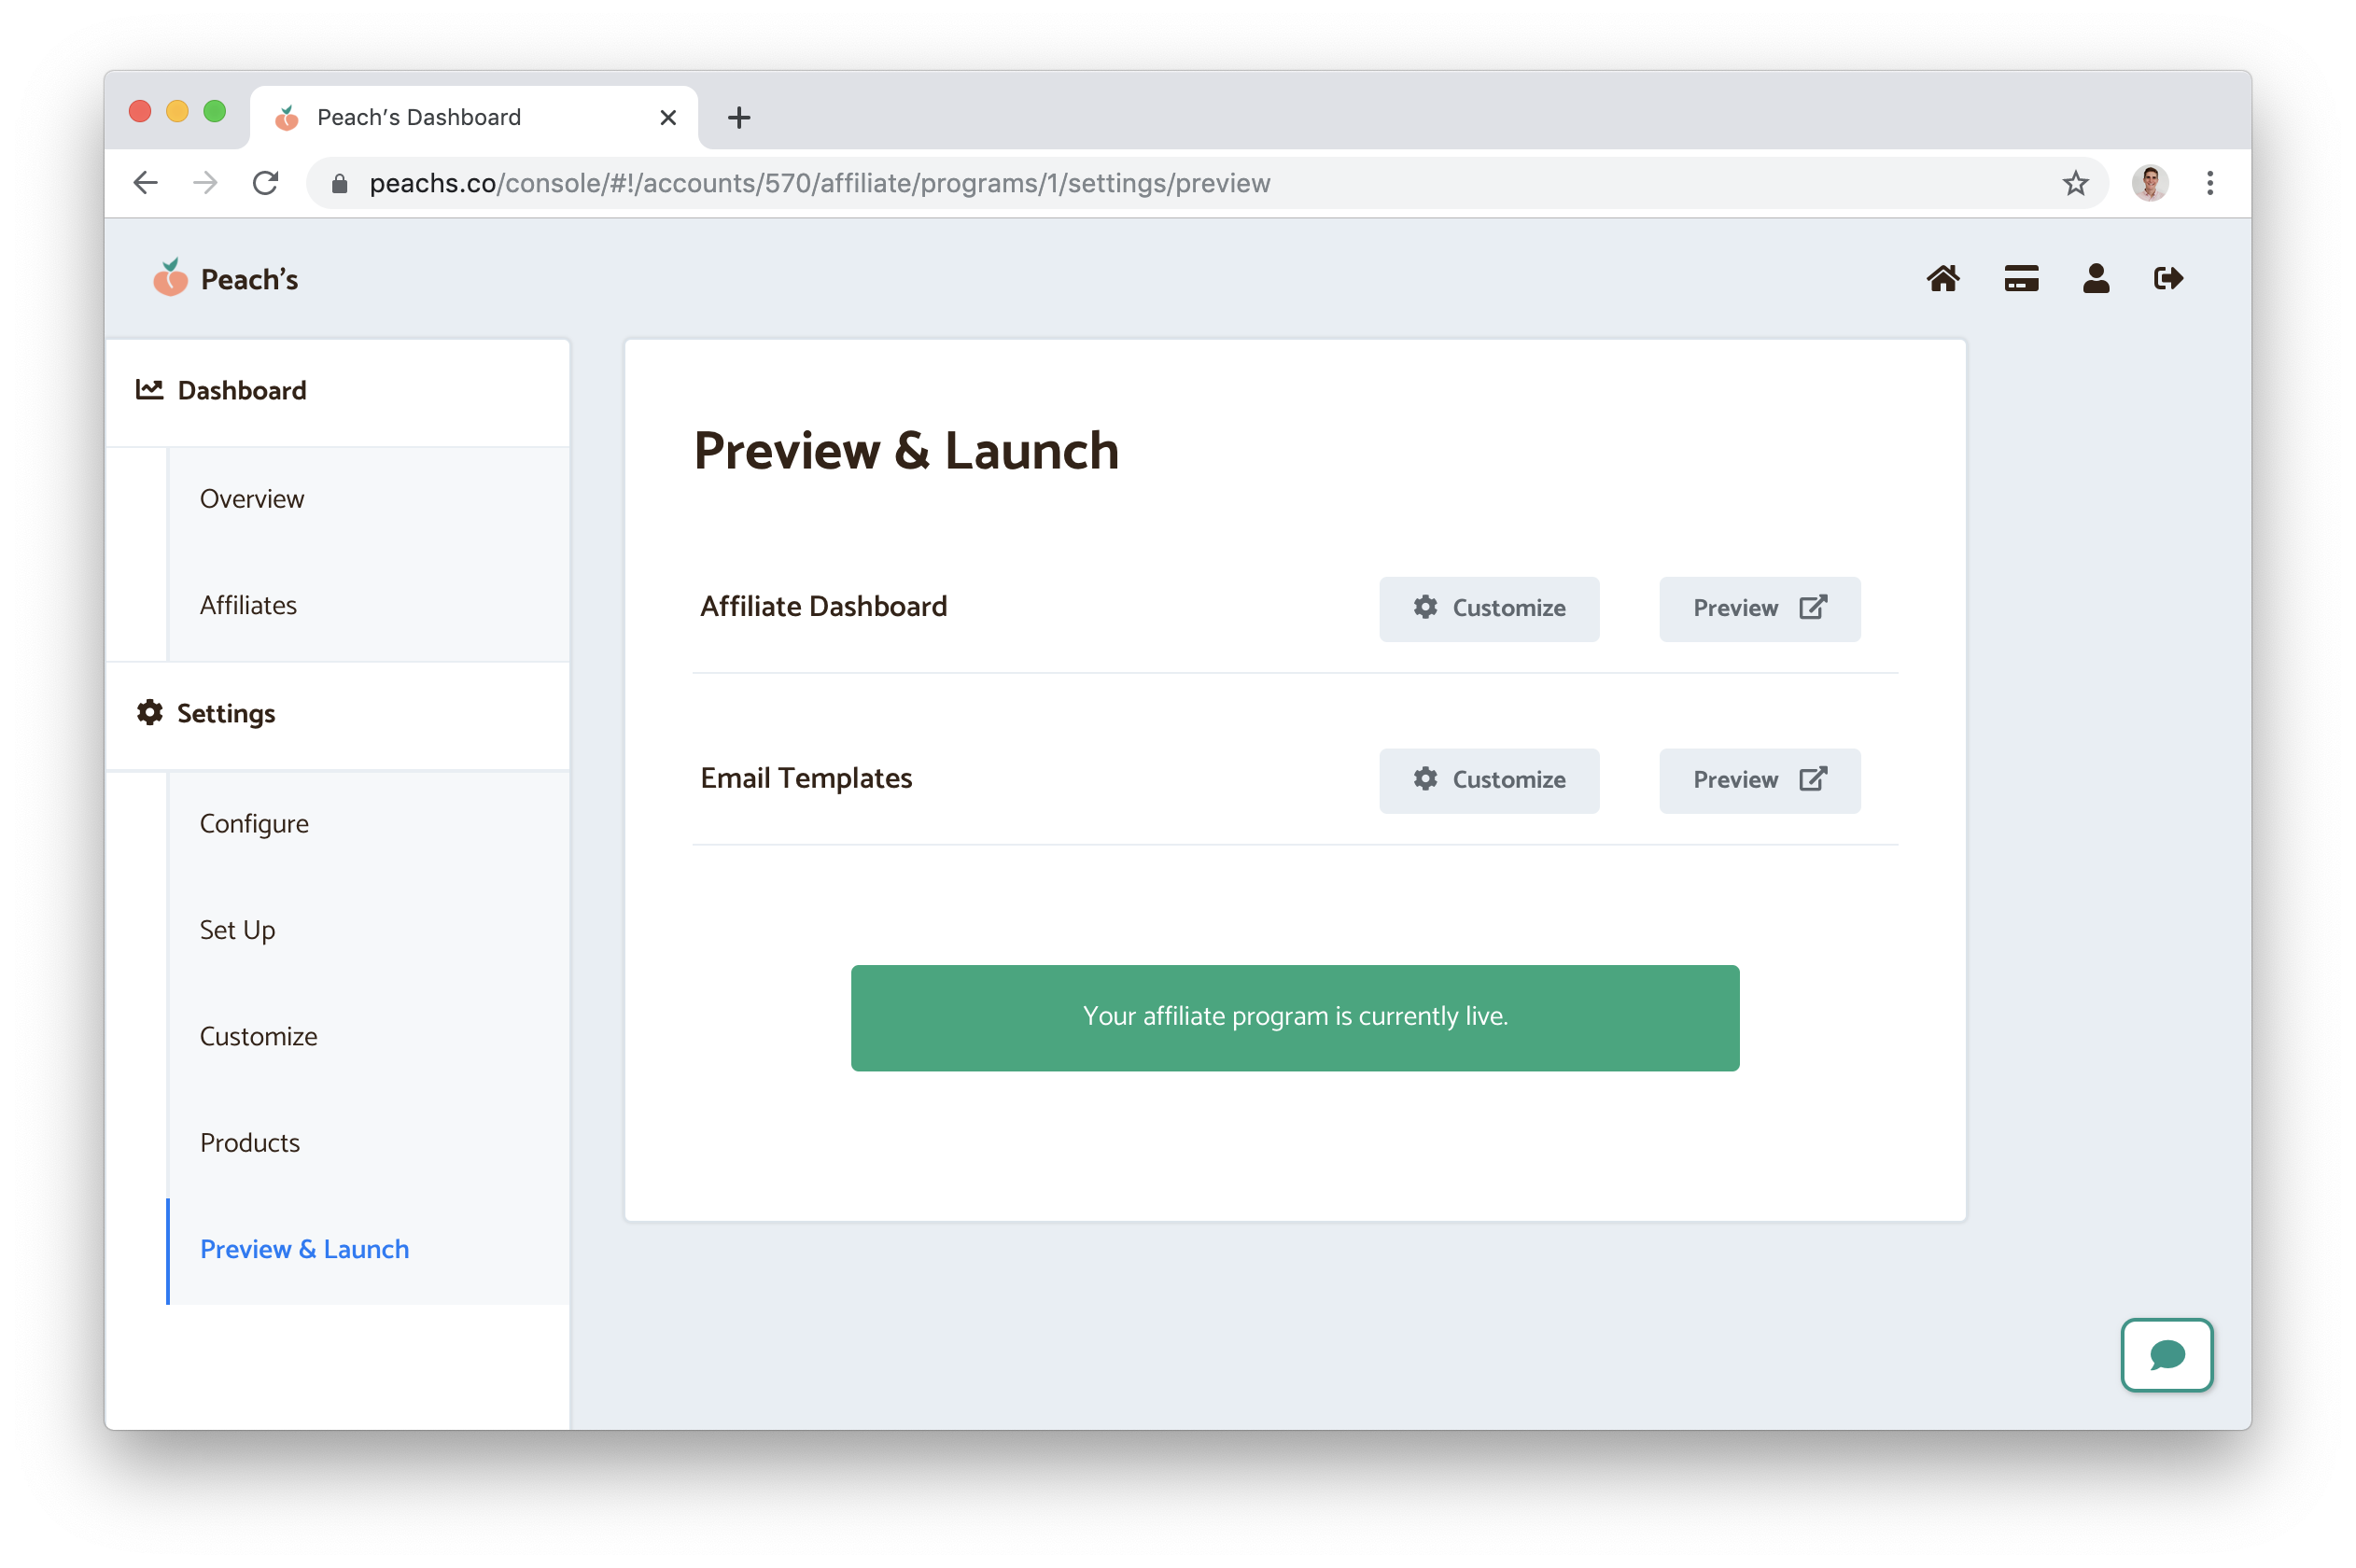 Peach's Dashboard
peachs.co/console/#!/accounts/570/affiliate/programs/1/settings/preview
Peach's
Dashboard
Overview
Affiliates
Settings
Configure
Set Up
Customize
Products
Preview & Launch
Preview & Launch
Affiliate Dashboard Customize Preview
Email Templates Customize Preview
Your affiliate program is currently live.